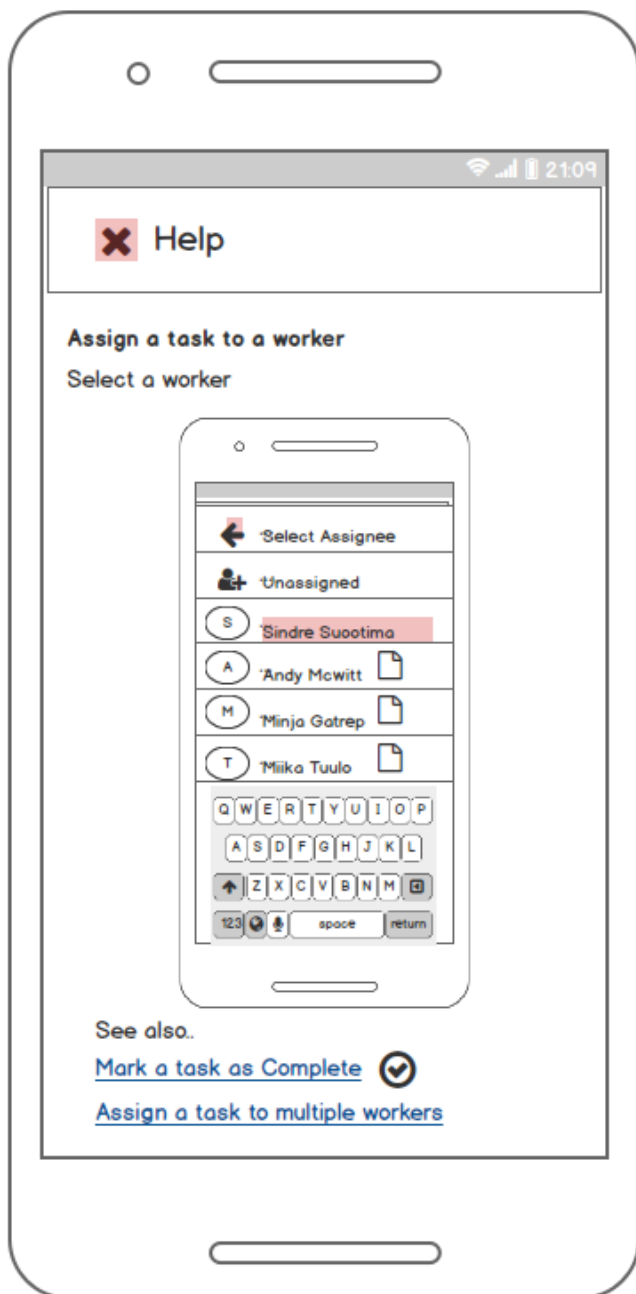 21:09
Help
Assign a task to a worker
Select a worker
Select Assignee
Unassigned
S Sindre Suootima
A Andy Mcwitt
M Minja Gatrep
T Miika Tuulo
Q W E R T Y U I O P
A S D F G H J K L
Z X C V B N M
123 space return
See also..
Mark a task as Complete
Assign a task to multiple workers